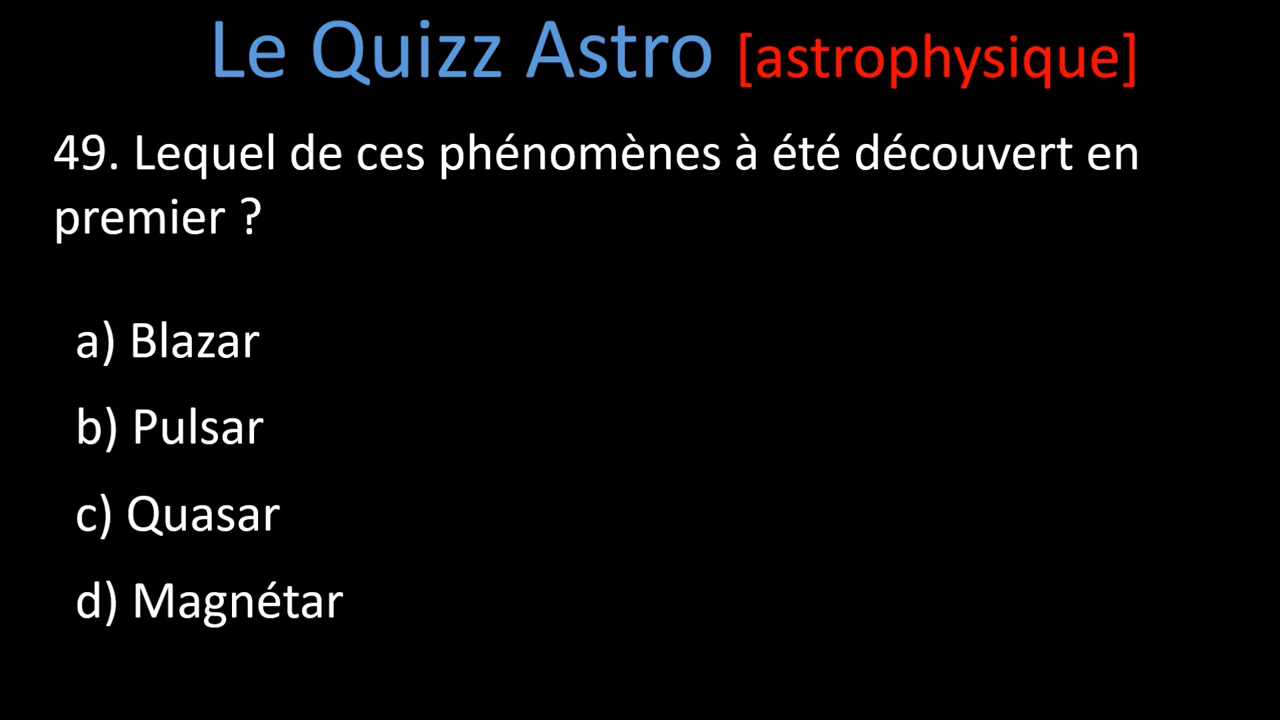 Le Quizz Astro [astrophysique]
49. Lequel de ces phénomènes à été découvert en
premier ?
a) Blazar
b) Pulsar
c) Quasar
d) Magnétar